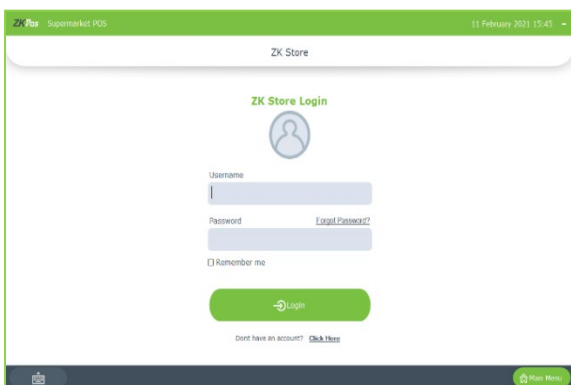 ZKPos Supermarket POS 11 February 2021 15:45
ZK Store
ZK Store Login
Username
Password Forgot Password?
Remember me
Login
Dont have an account? Click Here
Main Menu